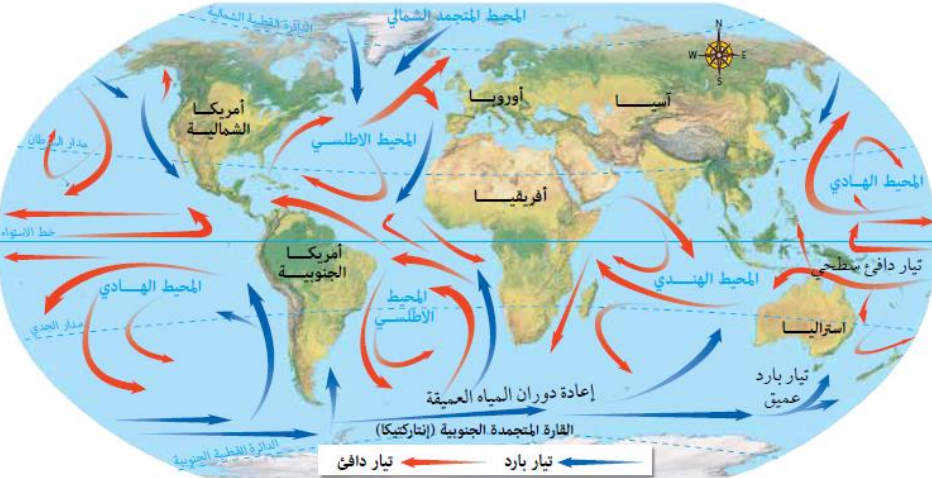 المحيط المتجمد الشمالي
الدائرة القطبية الشمالية
N
W
E
S
أمريكا
الشمالية
أوروبا
آسيا
المحيط الاطلسي
مدار السرطان
أفريقيا
المحيط الهادي
خط الاستواء
أمريكا
الجنوبية
تيار دافئ سطحي
المحيط الهادي
المحيط
الأطلسي
المحيط الهندي
مدار الجدي
استراليا
تيار بارد
عميق
إعادة دوران المياه العميقة
القارة المتجمدة الجنوبية (إنتاركتيكا)
الدائرة القطبية الجنوبية
تيار بارد
تيار دافئ